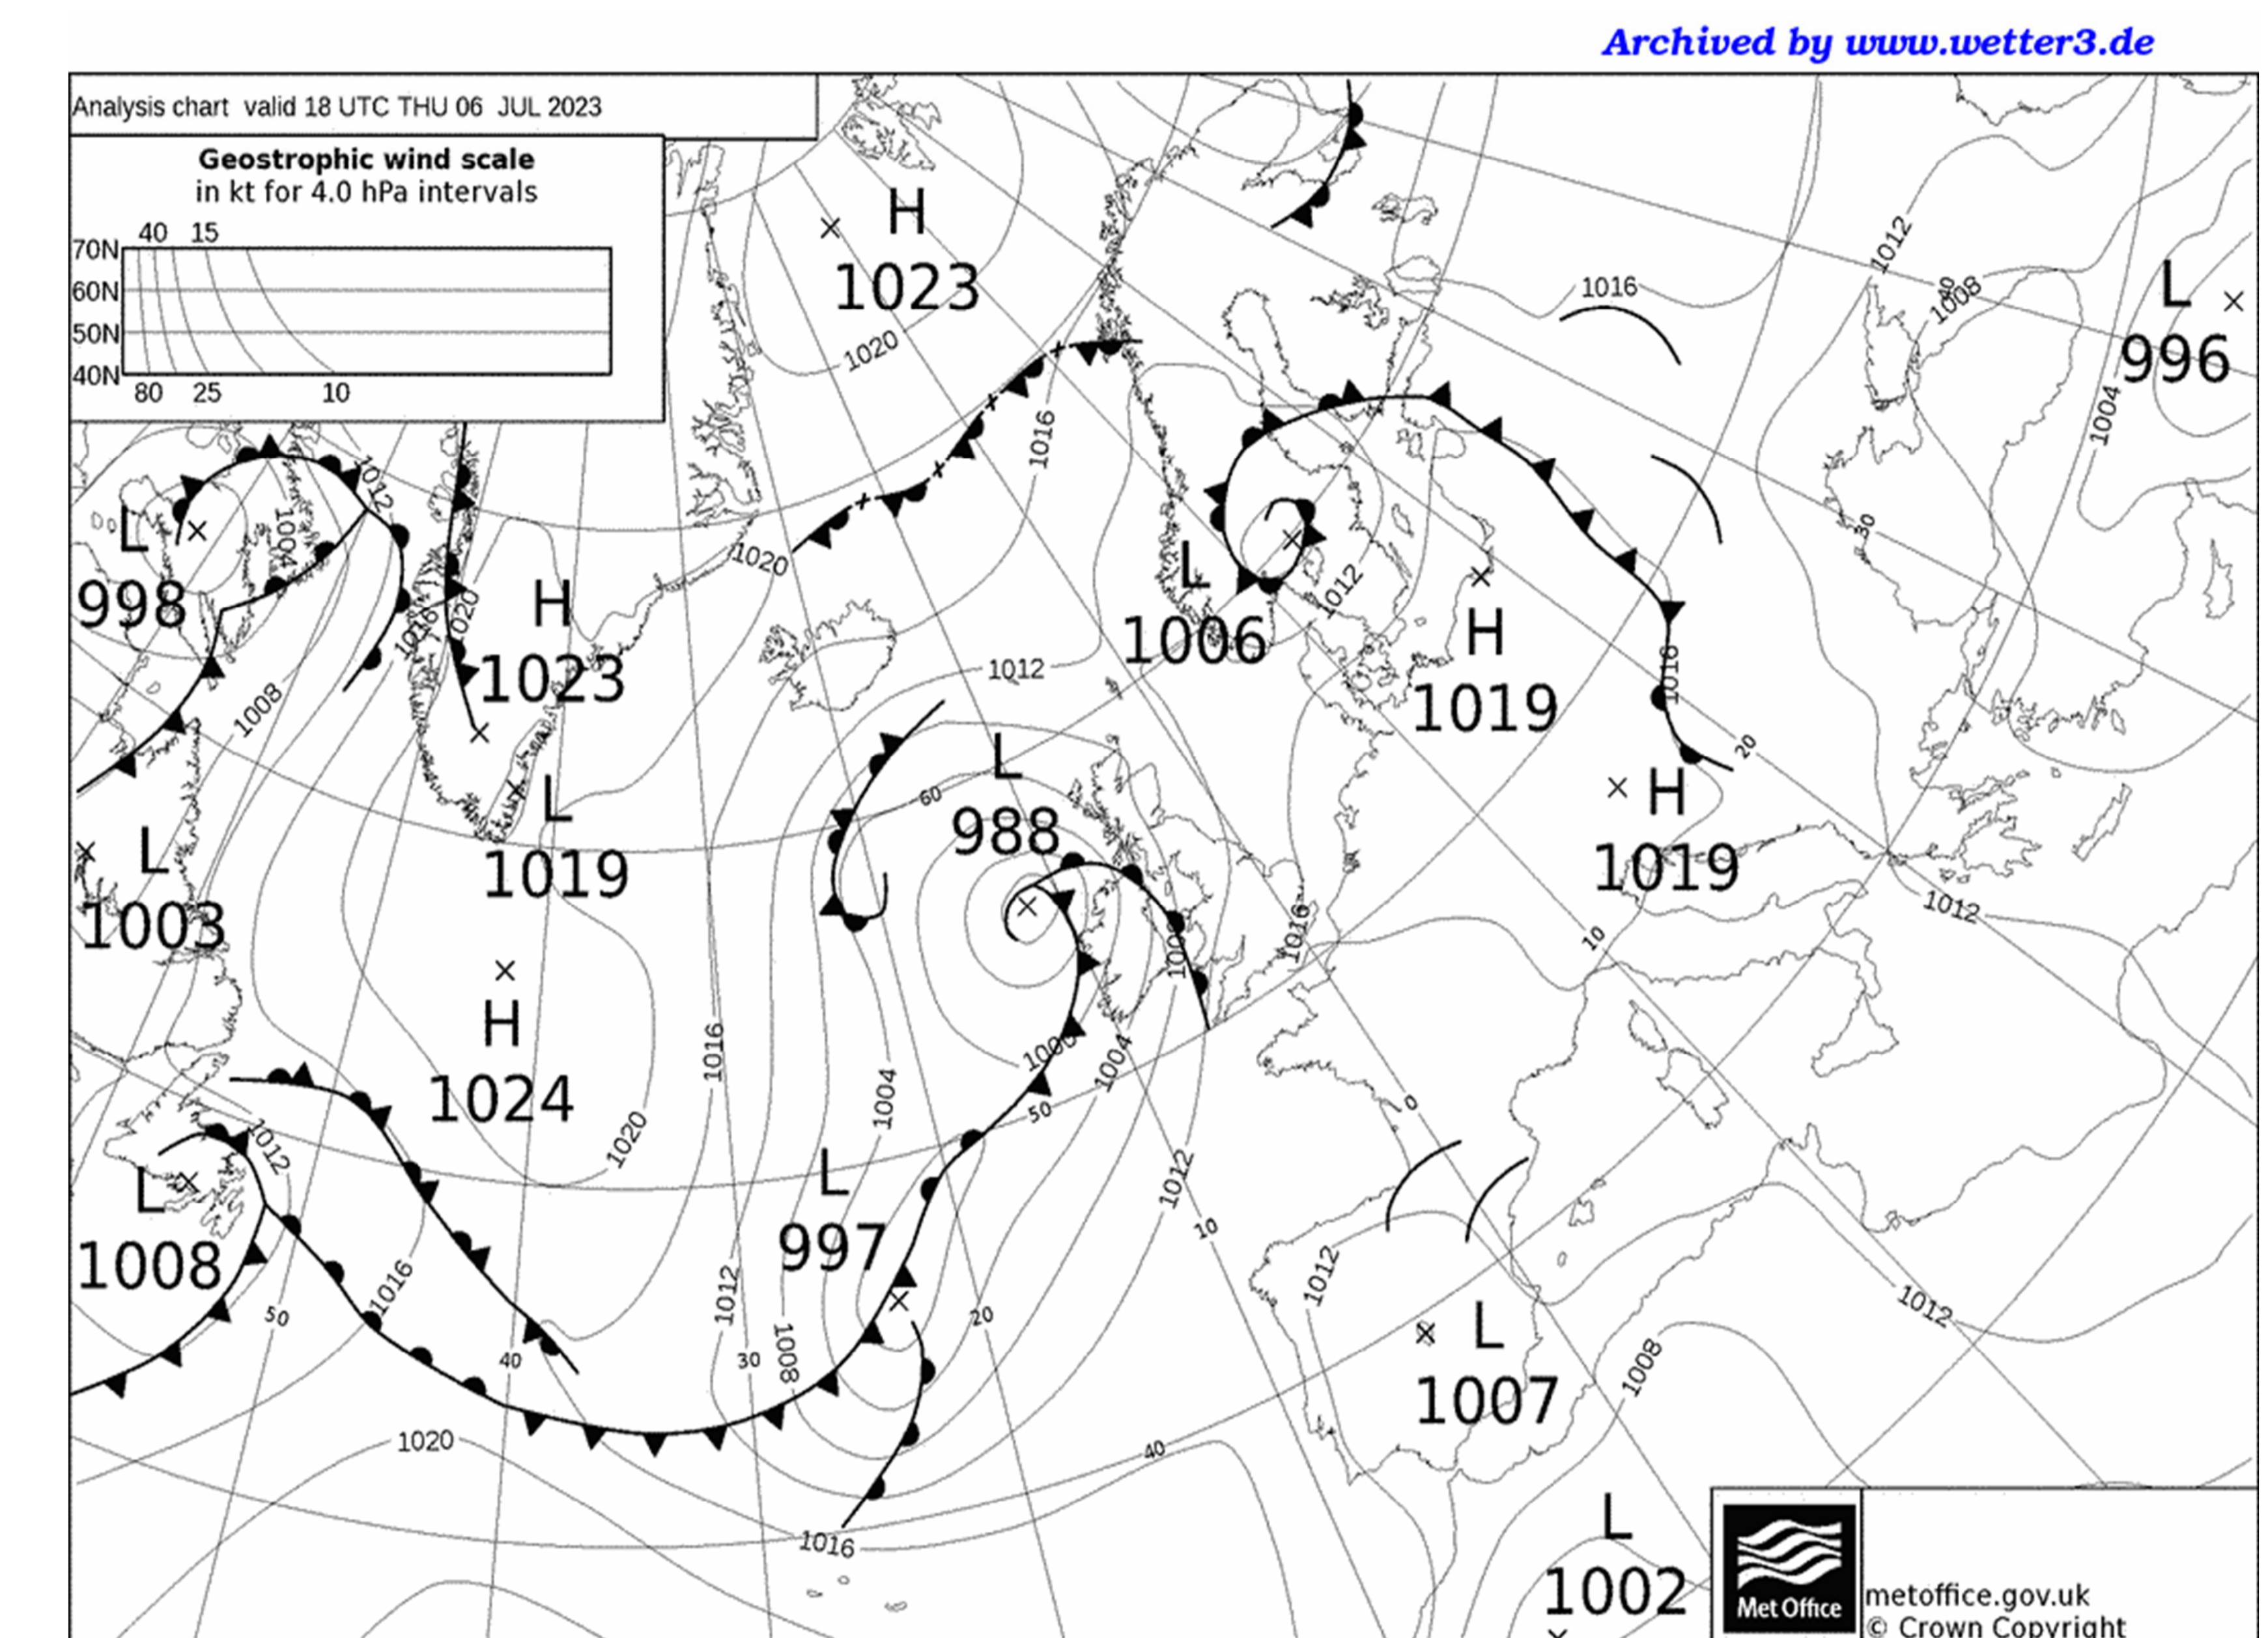 Archived by www.wetter3.de
Analysis chart valid 18 UTC THU 06 JUL 2023
Geostrophic wind scale
in kt for 4.0 hPa intervals
40 15
70N
60N
50N
40N
80 25 10
H
1023
1020
1016
1012
40
1008
L
996
1004
1016
L
998
1004
1012
1016
1020
H
1023
1020
1012
L
1006
1012
H
1019
1016
30
20
1008
L
988
60
H
1019
L
1019
L
1003
1012
1016
10
H
1024
1016
1004
1000
1004
50
0
1020
1012
L
1008
50
1016
40
L
997
1012
1008
30
20
1012
10
1012
L
1007
1008
1012
1020
40
1016
L
1002
Met Office
metoffice.gov.uk
© Crown Copyright